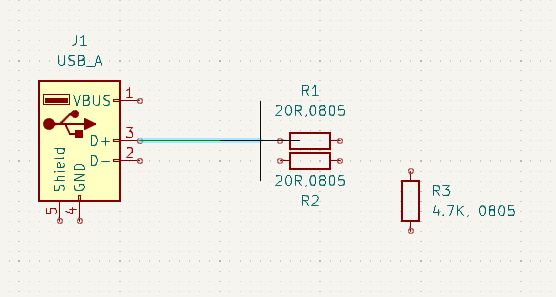 J1
USB_A
VBUS 1
D+ 3
D- 2
Shield 5
GND 4
R1
20R,0805
20R,0805
R2
R3
4.7K, 0805